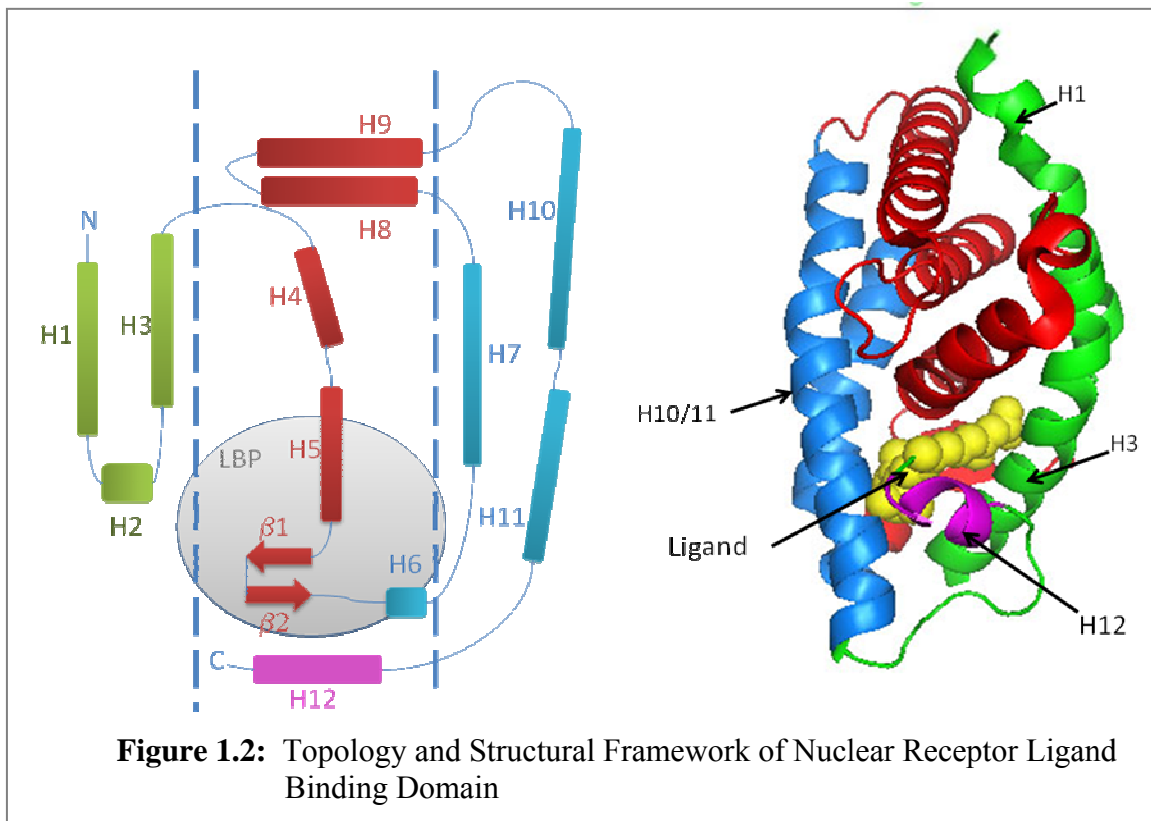 N
H1
H2
H3
H9
H8
H4
H5
LBP
β1
β2
H6
H7
H10
H11
C
H12
H1
H10/11
H3
Ligand
H12
Figure 1.2: Topology and Structural Framework of Nuclear Receptor Ligand
Binding Domain